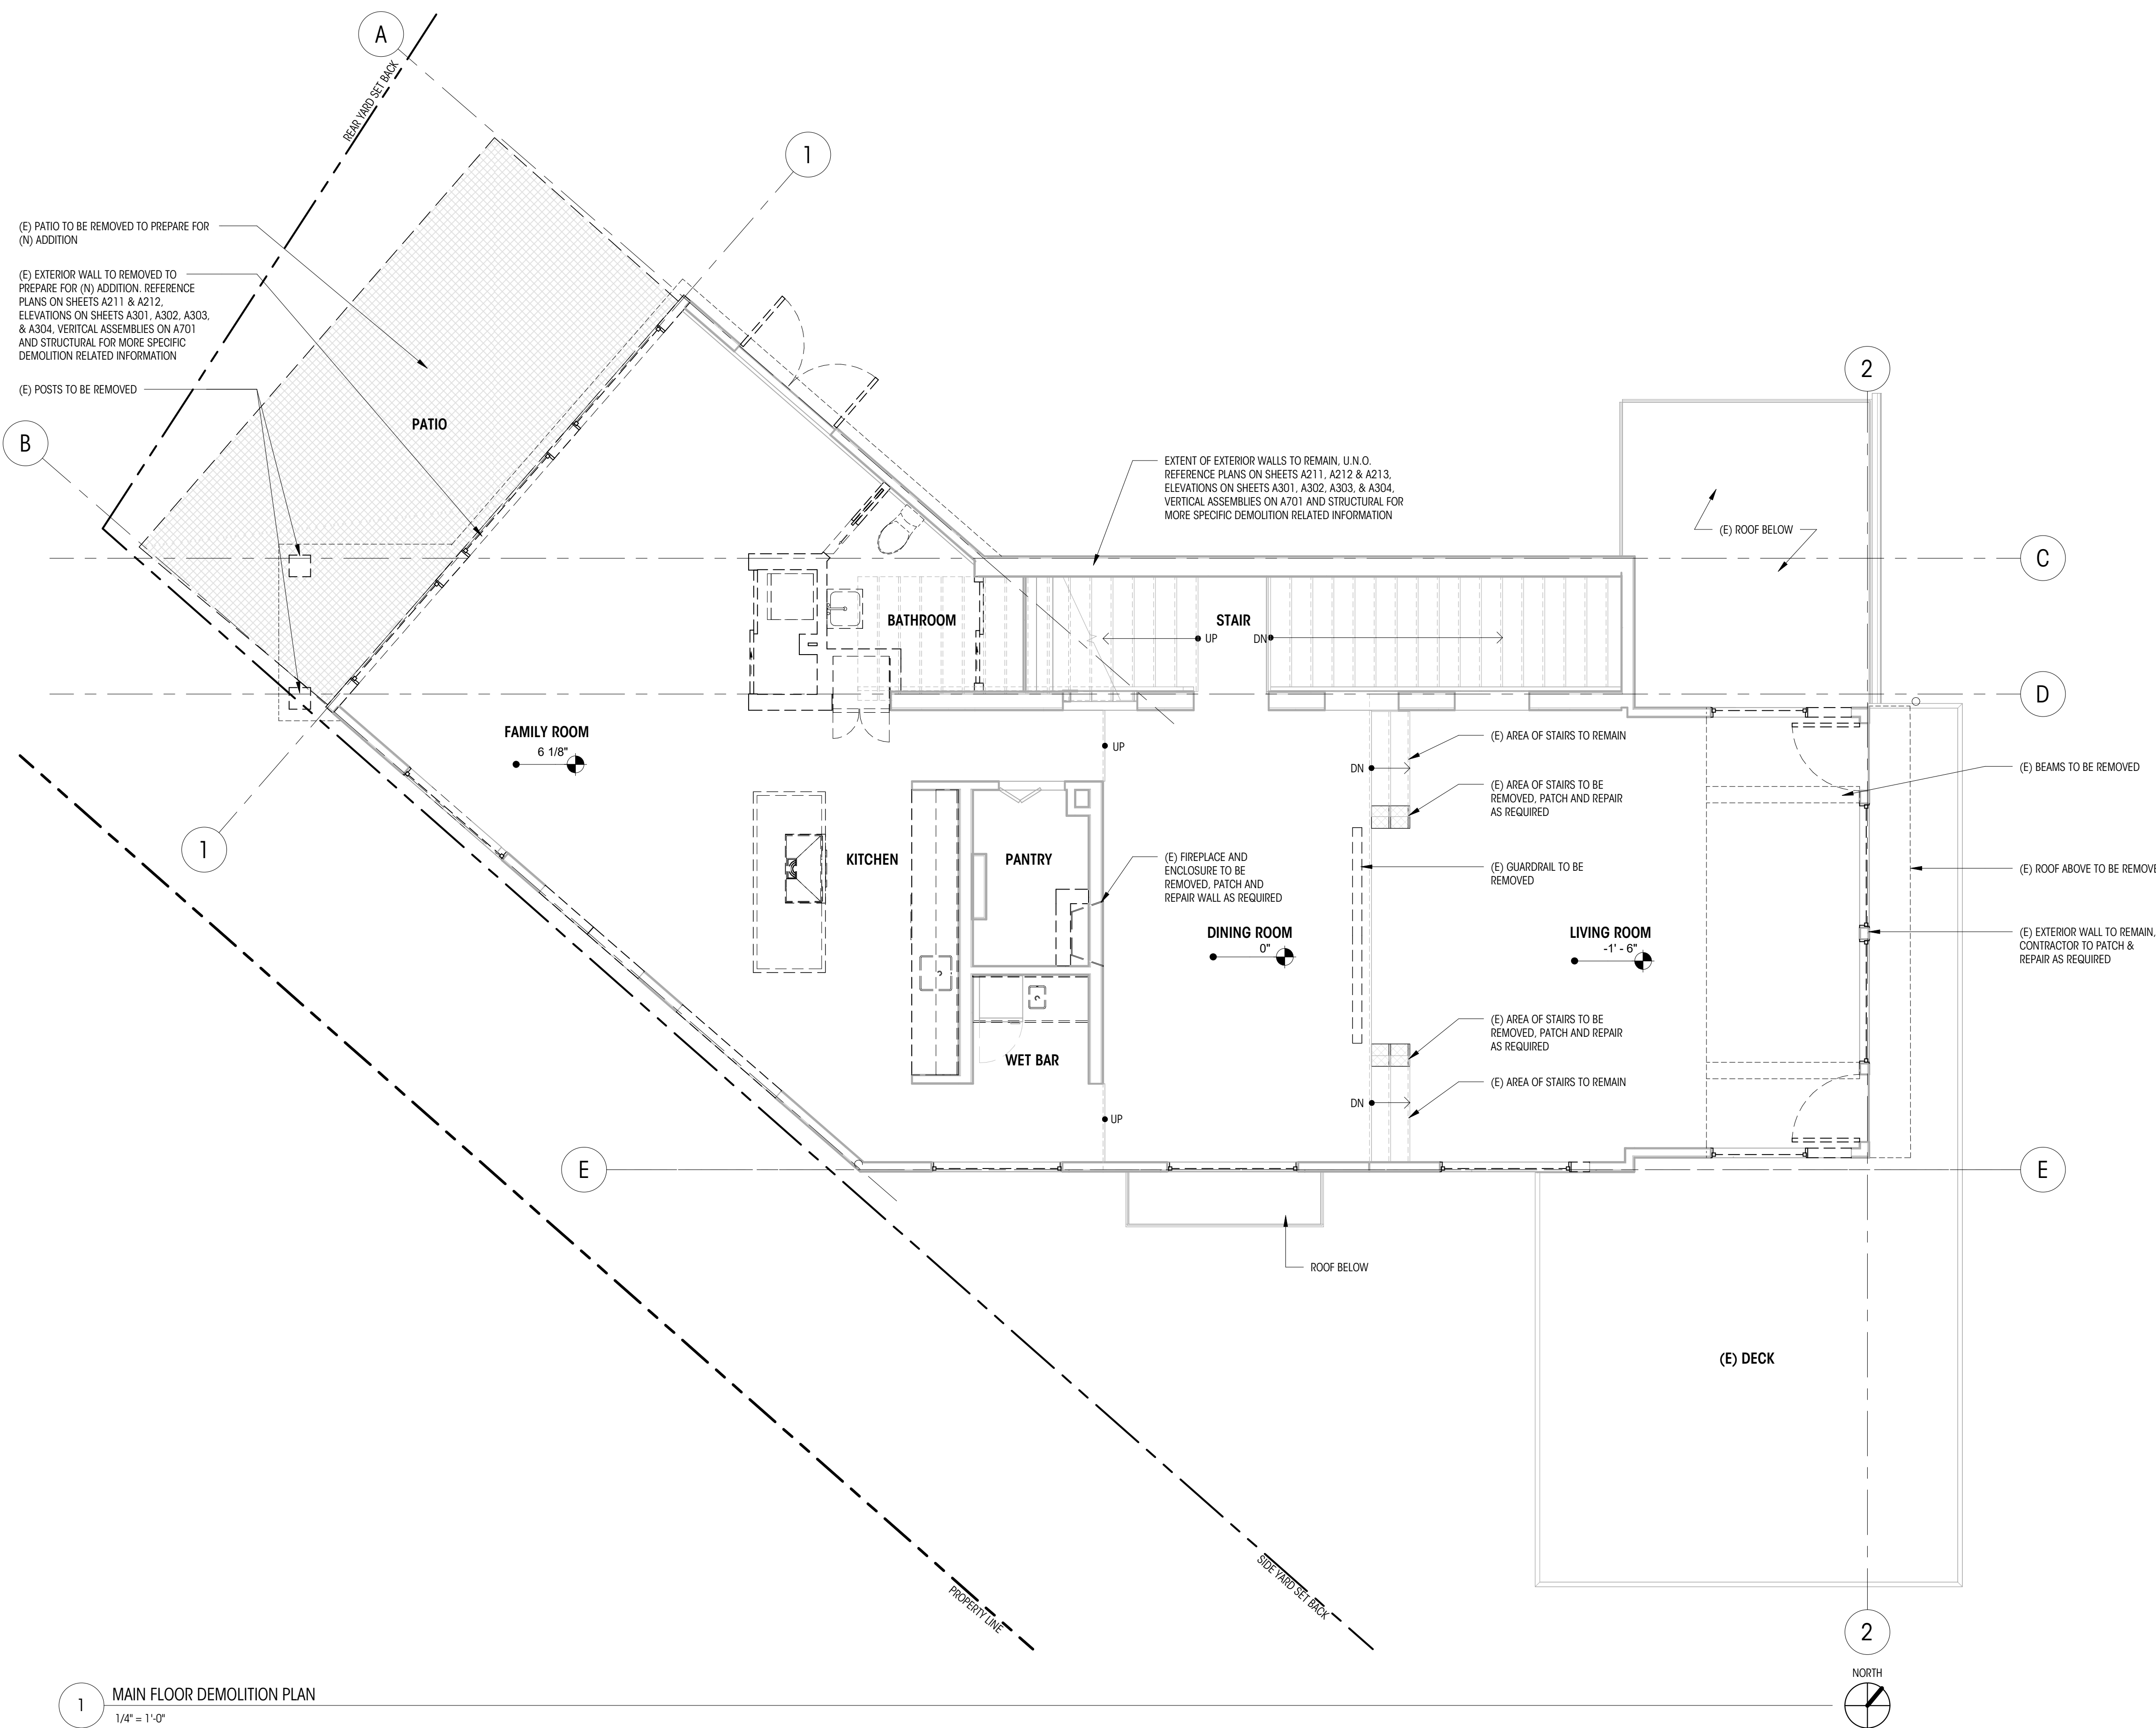 A
REAR YARD SET BACK
1
(E) PATIO TO BE REMOVED TO PREPARE FOR
(N) ADDITION
(E) EXTERIOR WALL TO REMOVED TO
PREPARE FOR (N) ADDITION. REFERENCE
PLANS ON SHEETS A211 & A212,
ELEVATIONS ON SHEETS A301, A302, A303,
& A304, VERITCAL ASSEMBLIES ON A701
AND STRUCTURAL FOR MORE SPECIFIC
DEMOLITION RELATED INFORMATION
(E) POSTS TO BE REMOVED
PATIO
B
2
EXTENT OF EXTERIOR WALLS TO REMAIN, U.N.O.
REFERENCE PLANS ON SHEETS A211, A212 & A213,
ELEVATIONS ON SHEETS A301, A302, A303, & A304,
VERTICAL ASSEMBLIES ON A701 AND STRUCTURAL FOR
MORE SPECIFIC DEMOLITION RELATED INFORMATION
(E) ROOF BELOW
C
BATHROOM
STAIR
UP
DN
D
FAMILY ROOM
6 1/8"
UP
DN
(E) AREA OF STAIRS TO REMAIN
(E) AREA OF STAIRS TO BE
REMOVED, PATCH AND REPAIR
AS REQUIRED
(E) BEAMS TO BE REMOVED
1
KITCHEN
PANTRY
(E) FIREPLACE AND
ENCLOSURE TO BE
REMOVED, PATCH AND
REPAIR WALL AS REQUIRED
(E) GUARDRAIL TO BE
REMOVED
(E) ROOF ABOVE TO BE REMOVE
DINING ROOM
0"
LIVING ROOM
-1' - 6"
(E) EXTERIOR WALL TO REMAIN,
CONTRACTOR TO PATCH &
REPAIR AS REQUIRED
(E) AREA OF STAIRS TO BE
REMOVED, PATCH AND REPAIR
AS REQUIRED
WET BAR
(E) AREA OF STAIRS TO REMAIN
DN
UP
E
E
ROOF BELOW
(E) DECK
PROPERTY LINE
SIDE YARD SET BACK
2
NORTH
1
MAIN FLOOR DEMOLITION PLAN
1/4" = 1'-0"